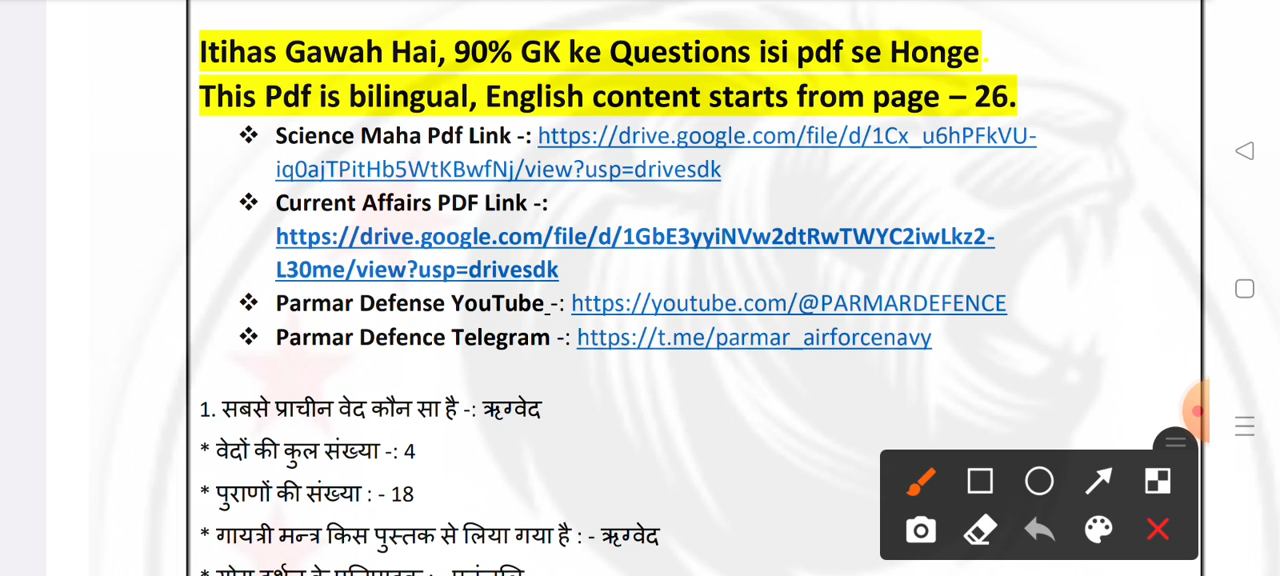 Itihas Gawah Hai, 90% GK ke Questions isi pdf se Honge.
This Pdf is bilingual, English content starts from page – 26.
❖ Science Maha Pdf Link -: https://drive.google.com/file/d/1Cx_u6hPFkVU-
iq0ajTPitHb5WtKBwfNj/view?usp=drivesdk
❖ Current Affairs PDF Link -:
https://drive.google.com/file/d/1GbE3yyiNVw2dtRwTWYC2iwLkz2-
L30me/view?usp=drivesdk
❖ Parmar Defense YouTube -: https://youtube.com/@PARMARDEFENCE
❖ Parmar Defence Telegram -: https://t.me/parmar_airforcenavy
1. सबसे प्राचीन वेद कौन सा है -: ऋग्वेद
* वेदों की कुल संख्या -: 4
* पुराणों की संख्या : - 18
* गायत्री मन्त्र किस पुस्तक से लिया गया है : - ऋग्वेद